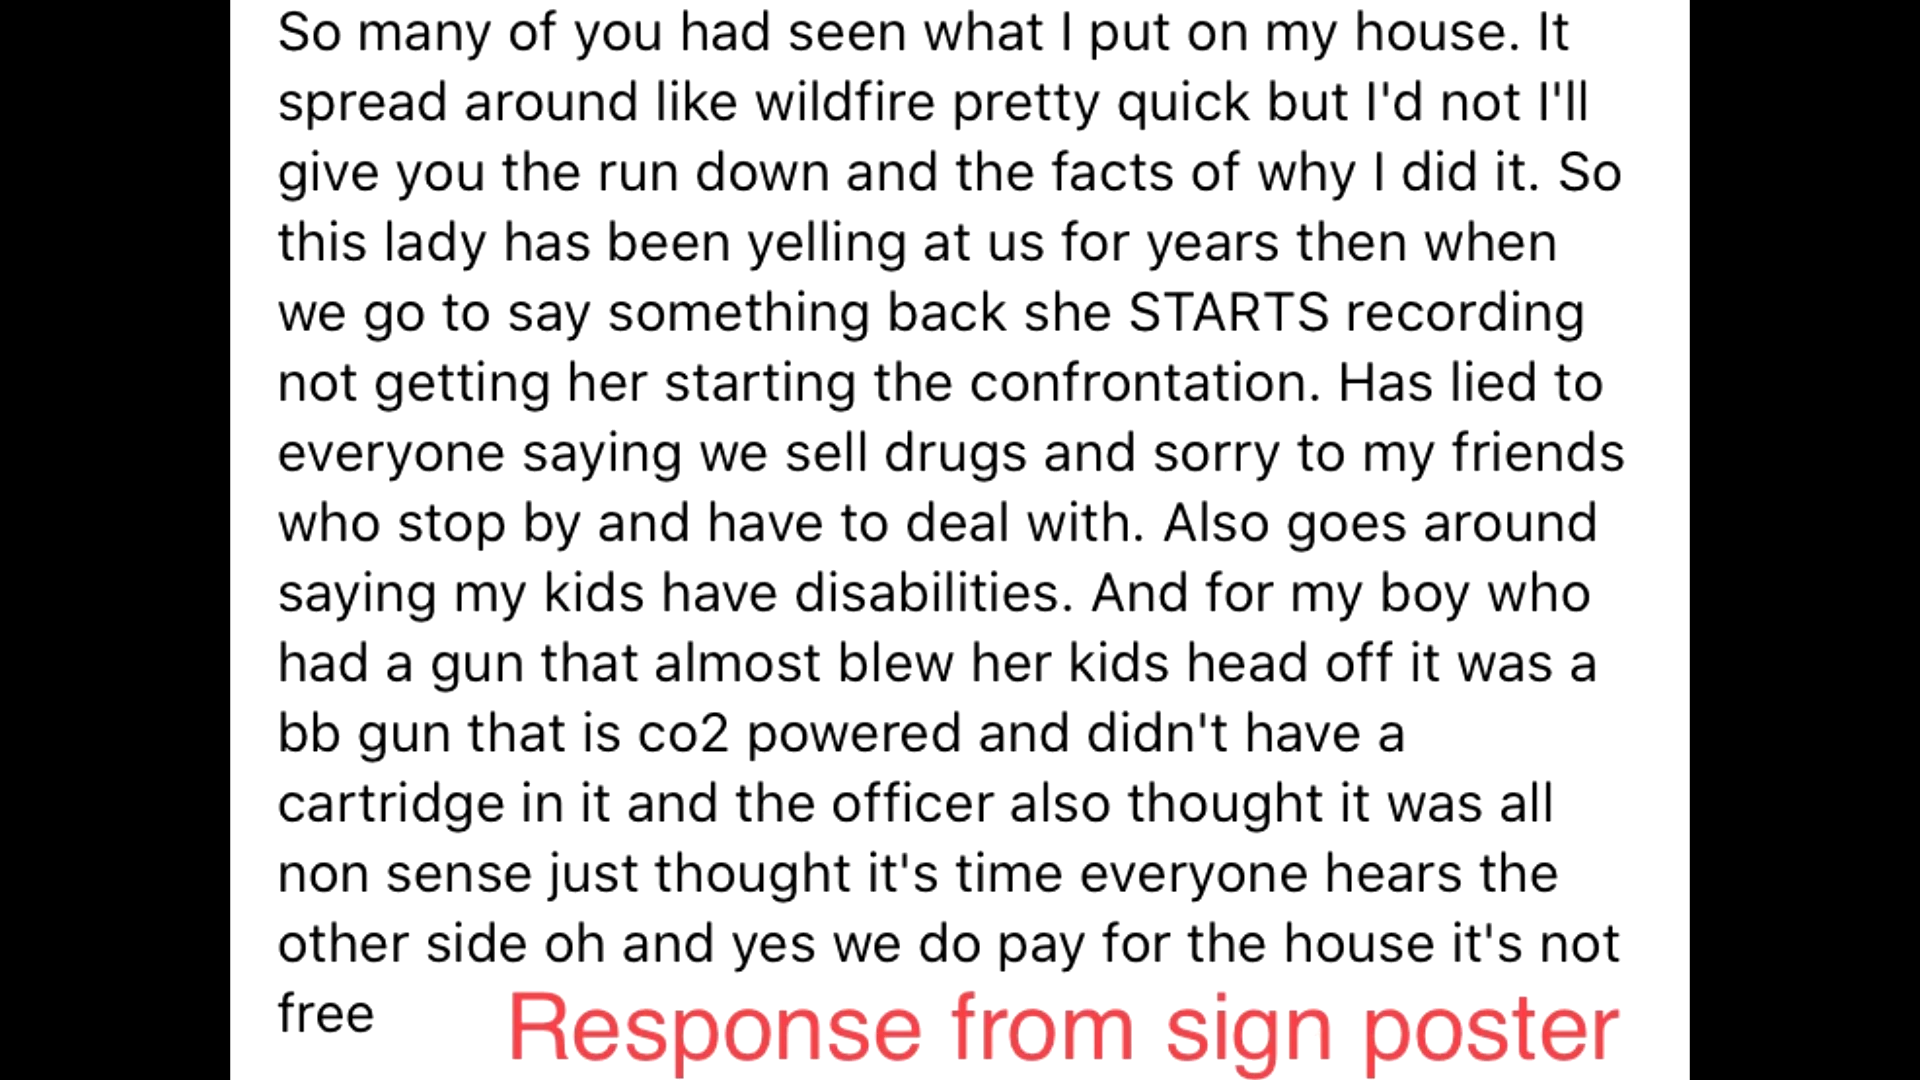 So many of you had seen what I put on my house. It
spread around like wildfire pretty quick but I'd not I'll
give you the run down and the facts of why I did it. So
this lady has been yelling at us for years then when
we go to say something back she STARTS recording
not getting her starting the confrontation. Has lied to
everyone saying we sell drugs and sorry to my friends
who stop by and have to deal with. Also goes around
saying my kids have disabilities. And for my boy who
had a gun that almost blew her kids head off it was a
bb gun that is co2 powered and didn't have a
cartridge in it and the officer also thought it was all
non sense just thought it's time everyone hears the
other side oh and yes we do pay for the house it's not
free
Response from sign poster